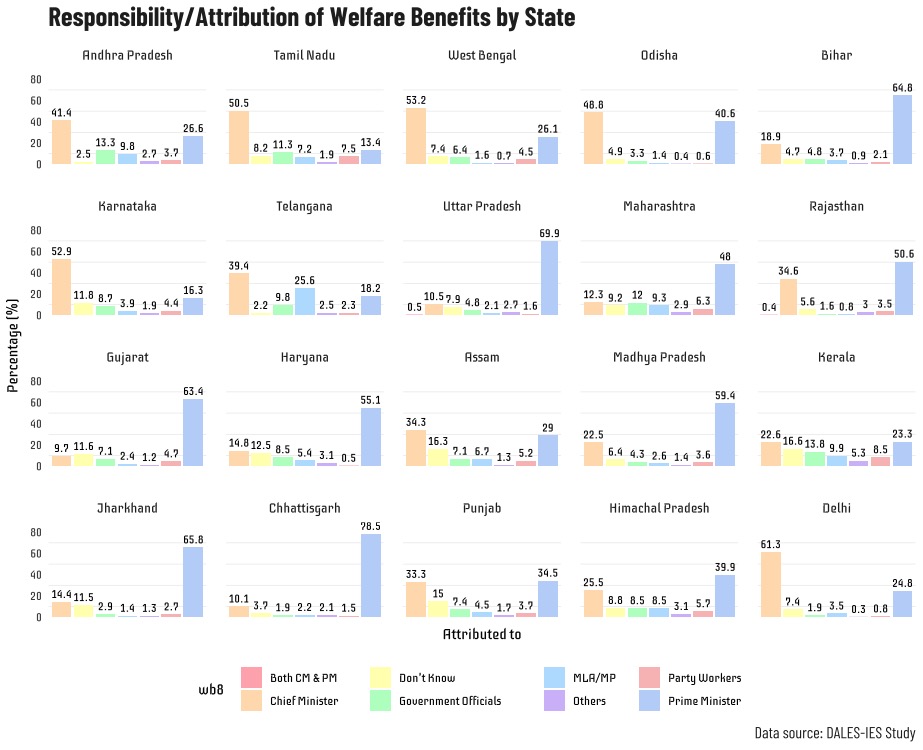 Responsibility/Attribution of Welfare Benefits by State
Andhra Pradesh Tamil Nadu West Bengal Odisha Bihar
80
60
40
20
0
41.4 2.5 13.3 9.8 2.7 3.7 26.6
50.5 8.2 11.3 7.2 1.9 7.5 13.4
53.2 7.4 6.4 1.6 0.7 4.5 26.1
48.8 4.9 3.3 1.4 0.4 0.6 40.6
18.9 4.7 4.8 3.7 0.9 2.1 64.8
Karnataka Telangana Uttar Pradesh Maharashtra Rajasthan
80
60
40
20
0
52.9 11.8 8.7 3.9 1.9 4.4 16.3
39.4 2.2 9.8 25.6 2.5 2.3 18.2
0.5 10.5 7.9 4.8 2.1 2.7 1.6 69.9
12.3 9.2 12 9.3 2.9 6.3 48
0.4 34.6 5.6 1.6 0.8 3 3.5 50.6
Percentage (%)
Gujarat Haryana Assam Madhya Pradesh Kerala
80
60
40
20
0
9.7 11.6 7.1 2.4 1.2 4.7 63.4
14.8 12.5 8.5 5.4 3.1 0.5 55.1
34.3 16.3 7.1 6.7 1.3 5.2 29
22.5 6.4 4.3 2.6 1.4 3.6 59.4
22.6 16.6 13.8 9.9 5.3 8.5 23.3
Jharkhand Chhattisgarh Punjab Himachal Pradesh Delhi
80
60
40
20
0
14.4 11.5 2.9 1.4 1.3 2.7 65.8
10.1 3.7 1.9 2.2 2.1 1.5 78.5
33.3 15 7.4 4.5 1.7 3.7 34.5
25.5 8.8 8.5 8.5 3.1 5.7 39.9
61.3 7.4 1.9 3.5 0.3 0.8 24.8
Attributed to
wb8
Both CM & PM Don't Know MLA/MP Party Workers
Chief Minister Government Officials Others Prime Minister
Data source: DALES-IES Study